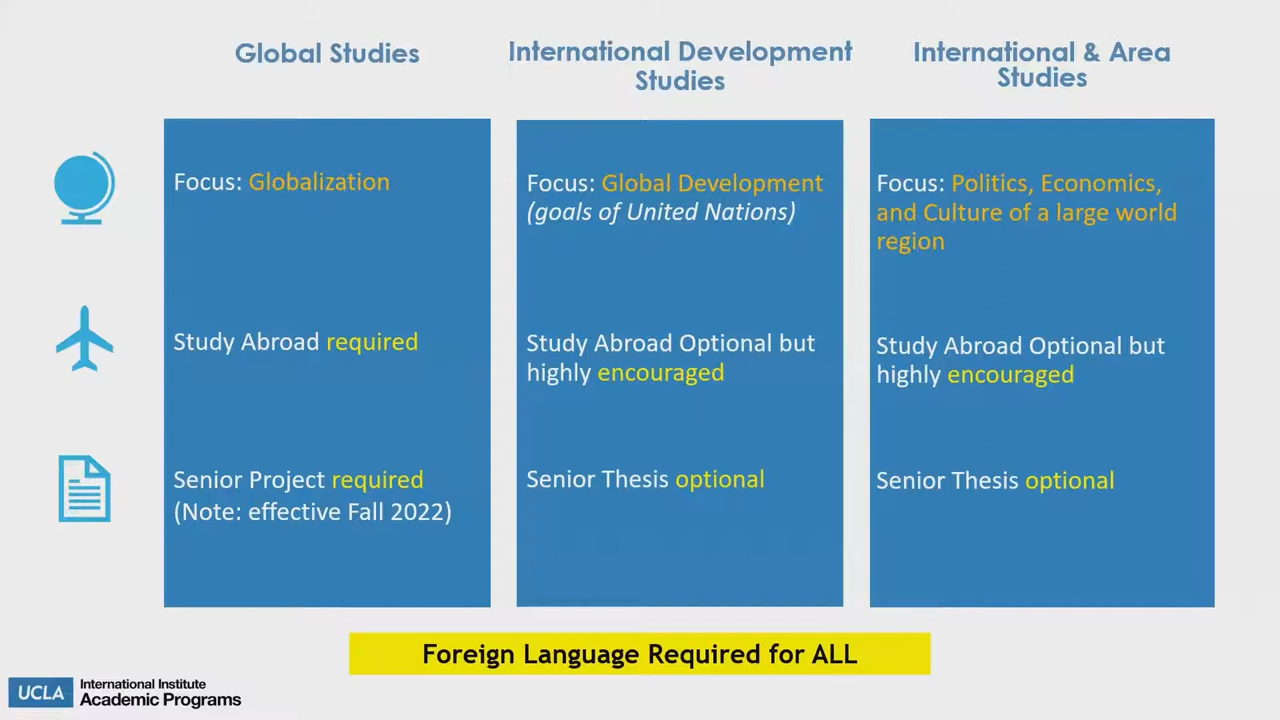 Global Studies
International Development
Studies
International & Area
Studies
Focus: Globalization
Study Abroad required
Senior Project required
(Note: effective Fall 2022)
Focus: Global Development
(goals of United Nations)
Study Abroad Optional but
highly encouraged
Senior Thesis optional
Focus: Politics, Economics,
and Culture of a large world
region
Study Abroad Optional but
highly encouraged
Senior Thesis optional
Foreign Language Required for ALL
UCLA
International Institute
Academic Programs